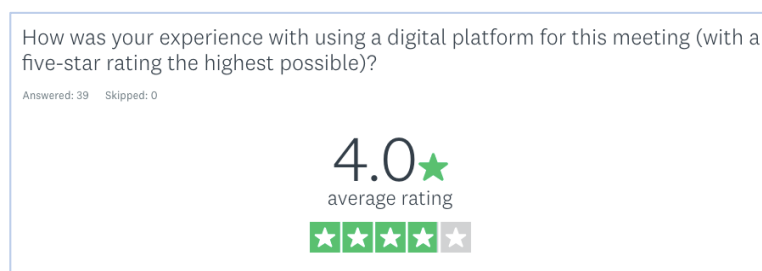 How was your experience with using a digital platform for this meeting (with a
five-star rating the highest possible)?
Answered: 39 Skipped: 0
4.0
average rating